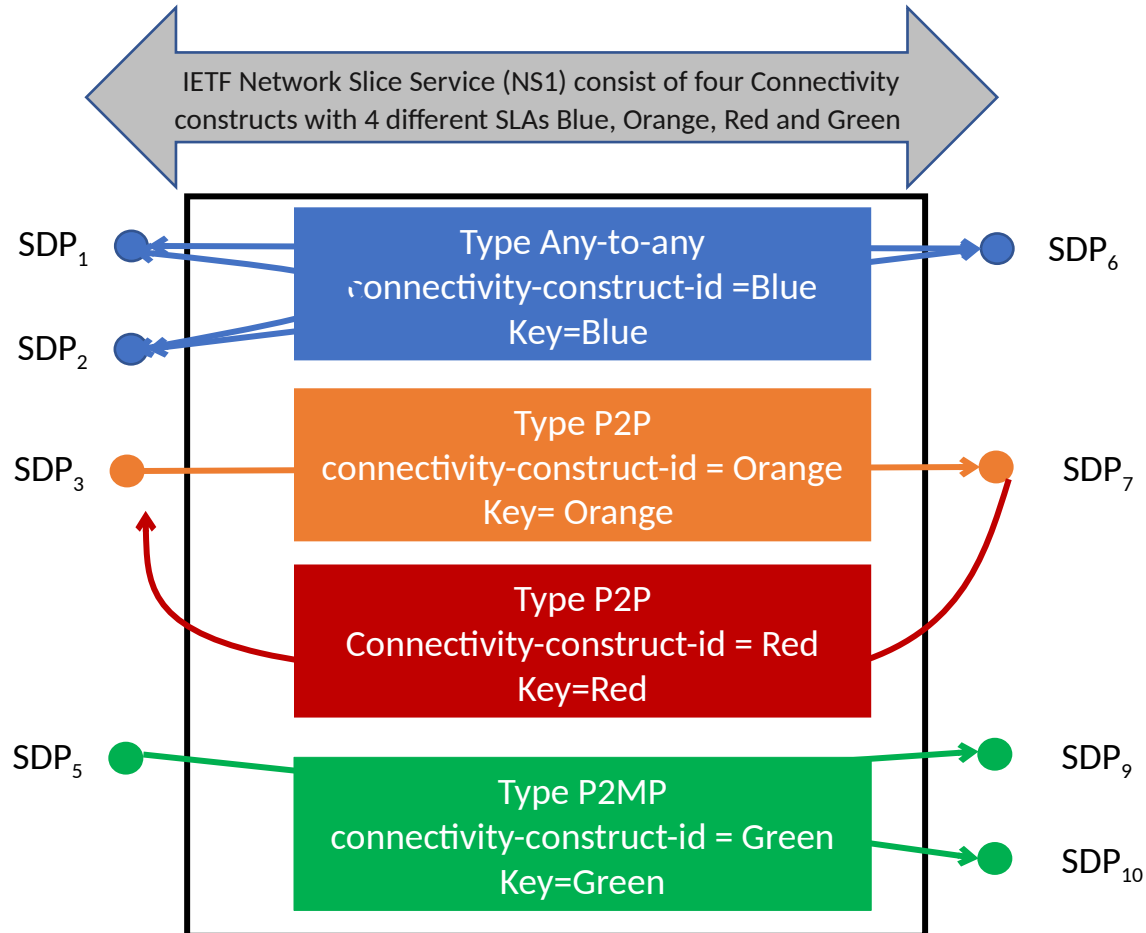 IETF Network Slice Service (NS1) consist of four Connectivity
constructs with 4 different SLAs Blue, Orange, Red and Green
SDP1
SDP2
Type Any-to-any
connectivity-construct-id =Blue
Key=Blue
SDP6
SDP3
Type P2P
connectivity-construct-id = Orange
Key= Orange
SDP7
Type P2P
Connectivity-construct-id = Red
Key=Red
SDP5
Type P2MP
connectivity-construct-id = Green
Key=Green
SDP9
SDP10